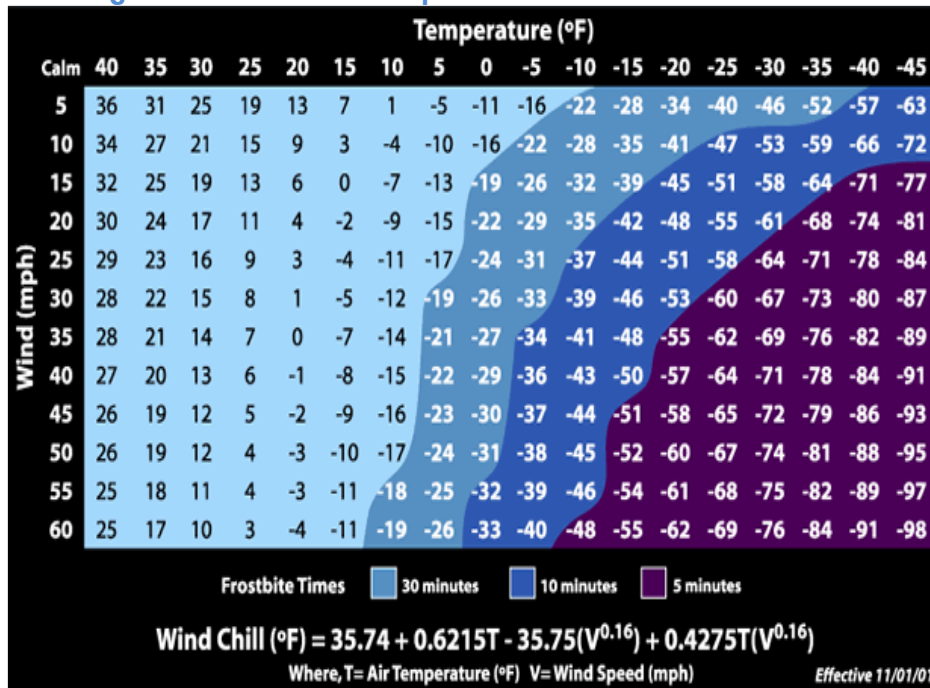 Temperature (ºF)
Calm 40 35 30 25 20 15 10 5 0 -5 -10 -15 -20 -25 -30 -35 -40 -45
5 36 31 25 19 13 7 1 -5 -11 -16 -22 -28 -34 -40 -46 -52 -57 -63
10 34 27 21 15 9 3 -4 -10 -16 -22 -28 -35 -41 -47 -53 -59 -66 -72
15 32 25 19 13 6 0 -7 -13 -19 -26 -32 -39 -45 -51 -58 -64 -71 -77
20 30 24 17 11 4 -2 -9 -15 -22 -29 -35 -42 -48 -55 -61 -68 -74 -81
25 29 23 16 9 3 -4 -11 -17 -24 -31 -37 -44 -51 -58 -64 -71 -78 -84
30 28 22 15 8 1 -5 -12 -19 -26 -33 -39 -46 -53 -60 -67 -73 -80 -87
35 28 21 14 7 0 -7 -14 -21 -27 -34 -41 -48 -55 -62 -69 -76 -82 -89
40 27 20 13 6 -1 -8 -15 -22 -29 -36 -43 -50 -57 -64 -71 -78 -84 -91
45 26 19 12 5 -2 -9 -16 -23 -30 -37 -44 -51 -58 -65 -72 -79 -86 -93
50 26 19 12 4 -3 -10 -17 -24 -31 -38 -45 -52 -60 -67 -74 -81 -88 -95
55 25 18 11 4 -3 -11 -18 -25 -32 -39 -46 -54 -61 -68 -75 -82 -89 -97
60 25 17 10 3 -4 -11 -19 -26 -33 -40 -48 -55 -62 -69 -76 -84 -91 -98
Wind (mph)
Frostbite Times 30 minutes 10 minutes 5 minutes
Wind Chill (ºF) = 35.74 + 0.6215T - 35.75(V0.16) + 0.4275T(V0.16)
Where, T= Air Temperature (ºF) V= Wind Speed (mph) Effective 11/01/01